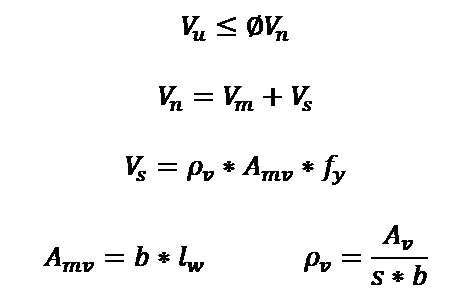 V_u ≤ ∅V_n
V_n = V_m + V_s
V_s = ρ_v * A_mv * f_y
A_mv = b * l_w ρ_v = A_v / (s * b)